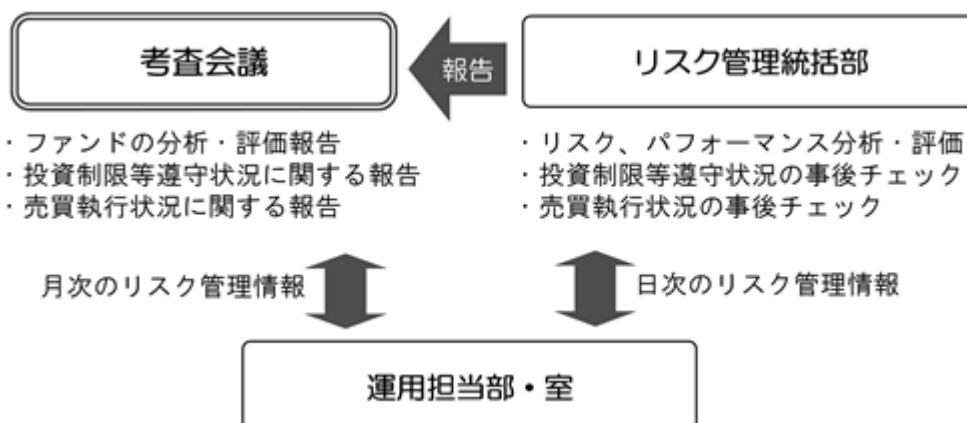 考査会議
報告
リスク管理統括部
・ファンドの分析・評価報告
・投資制限等遵守状況に関する報告
・売買執行状況に関する報告
・リスク、パフォーマンス分析・評価
・投資制限等遵守状況の事後チェック
・売買執行状況の事後チェック
月次のリスク管理情報
日次のリスク管理情報
運用担当部・室